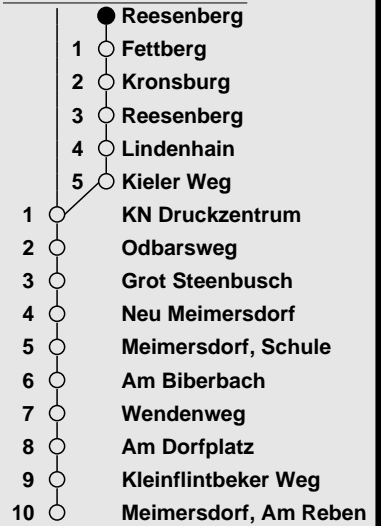 Reesenberg
1 Fettberg
2 Kronsburg
3 Reesenberg
4 Lindenhain
5 Kieler Weg
1 KN Druckzentrum
2 Odbarsweg
3 Grot Steenbusch
4 Neu Meimersdorf
5 Meimersdorf, Schule
6 Am Biberbach
7 Wendenweg
8 Am Dorfplatz
9 Kleinflintbeker Weg
10 Meimersdorf, Am Reben